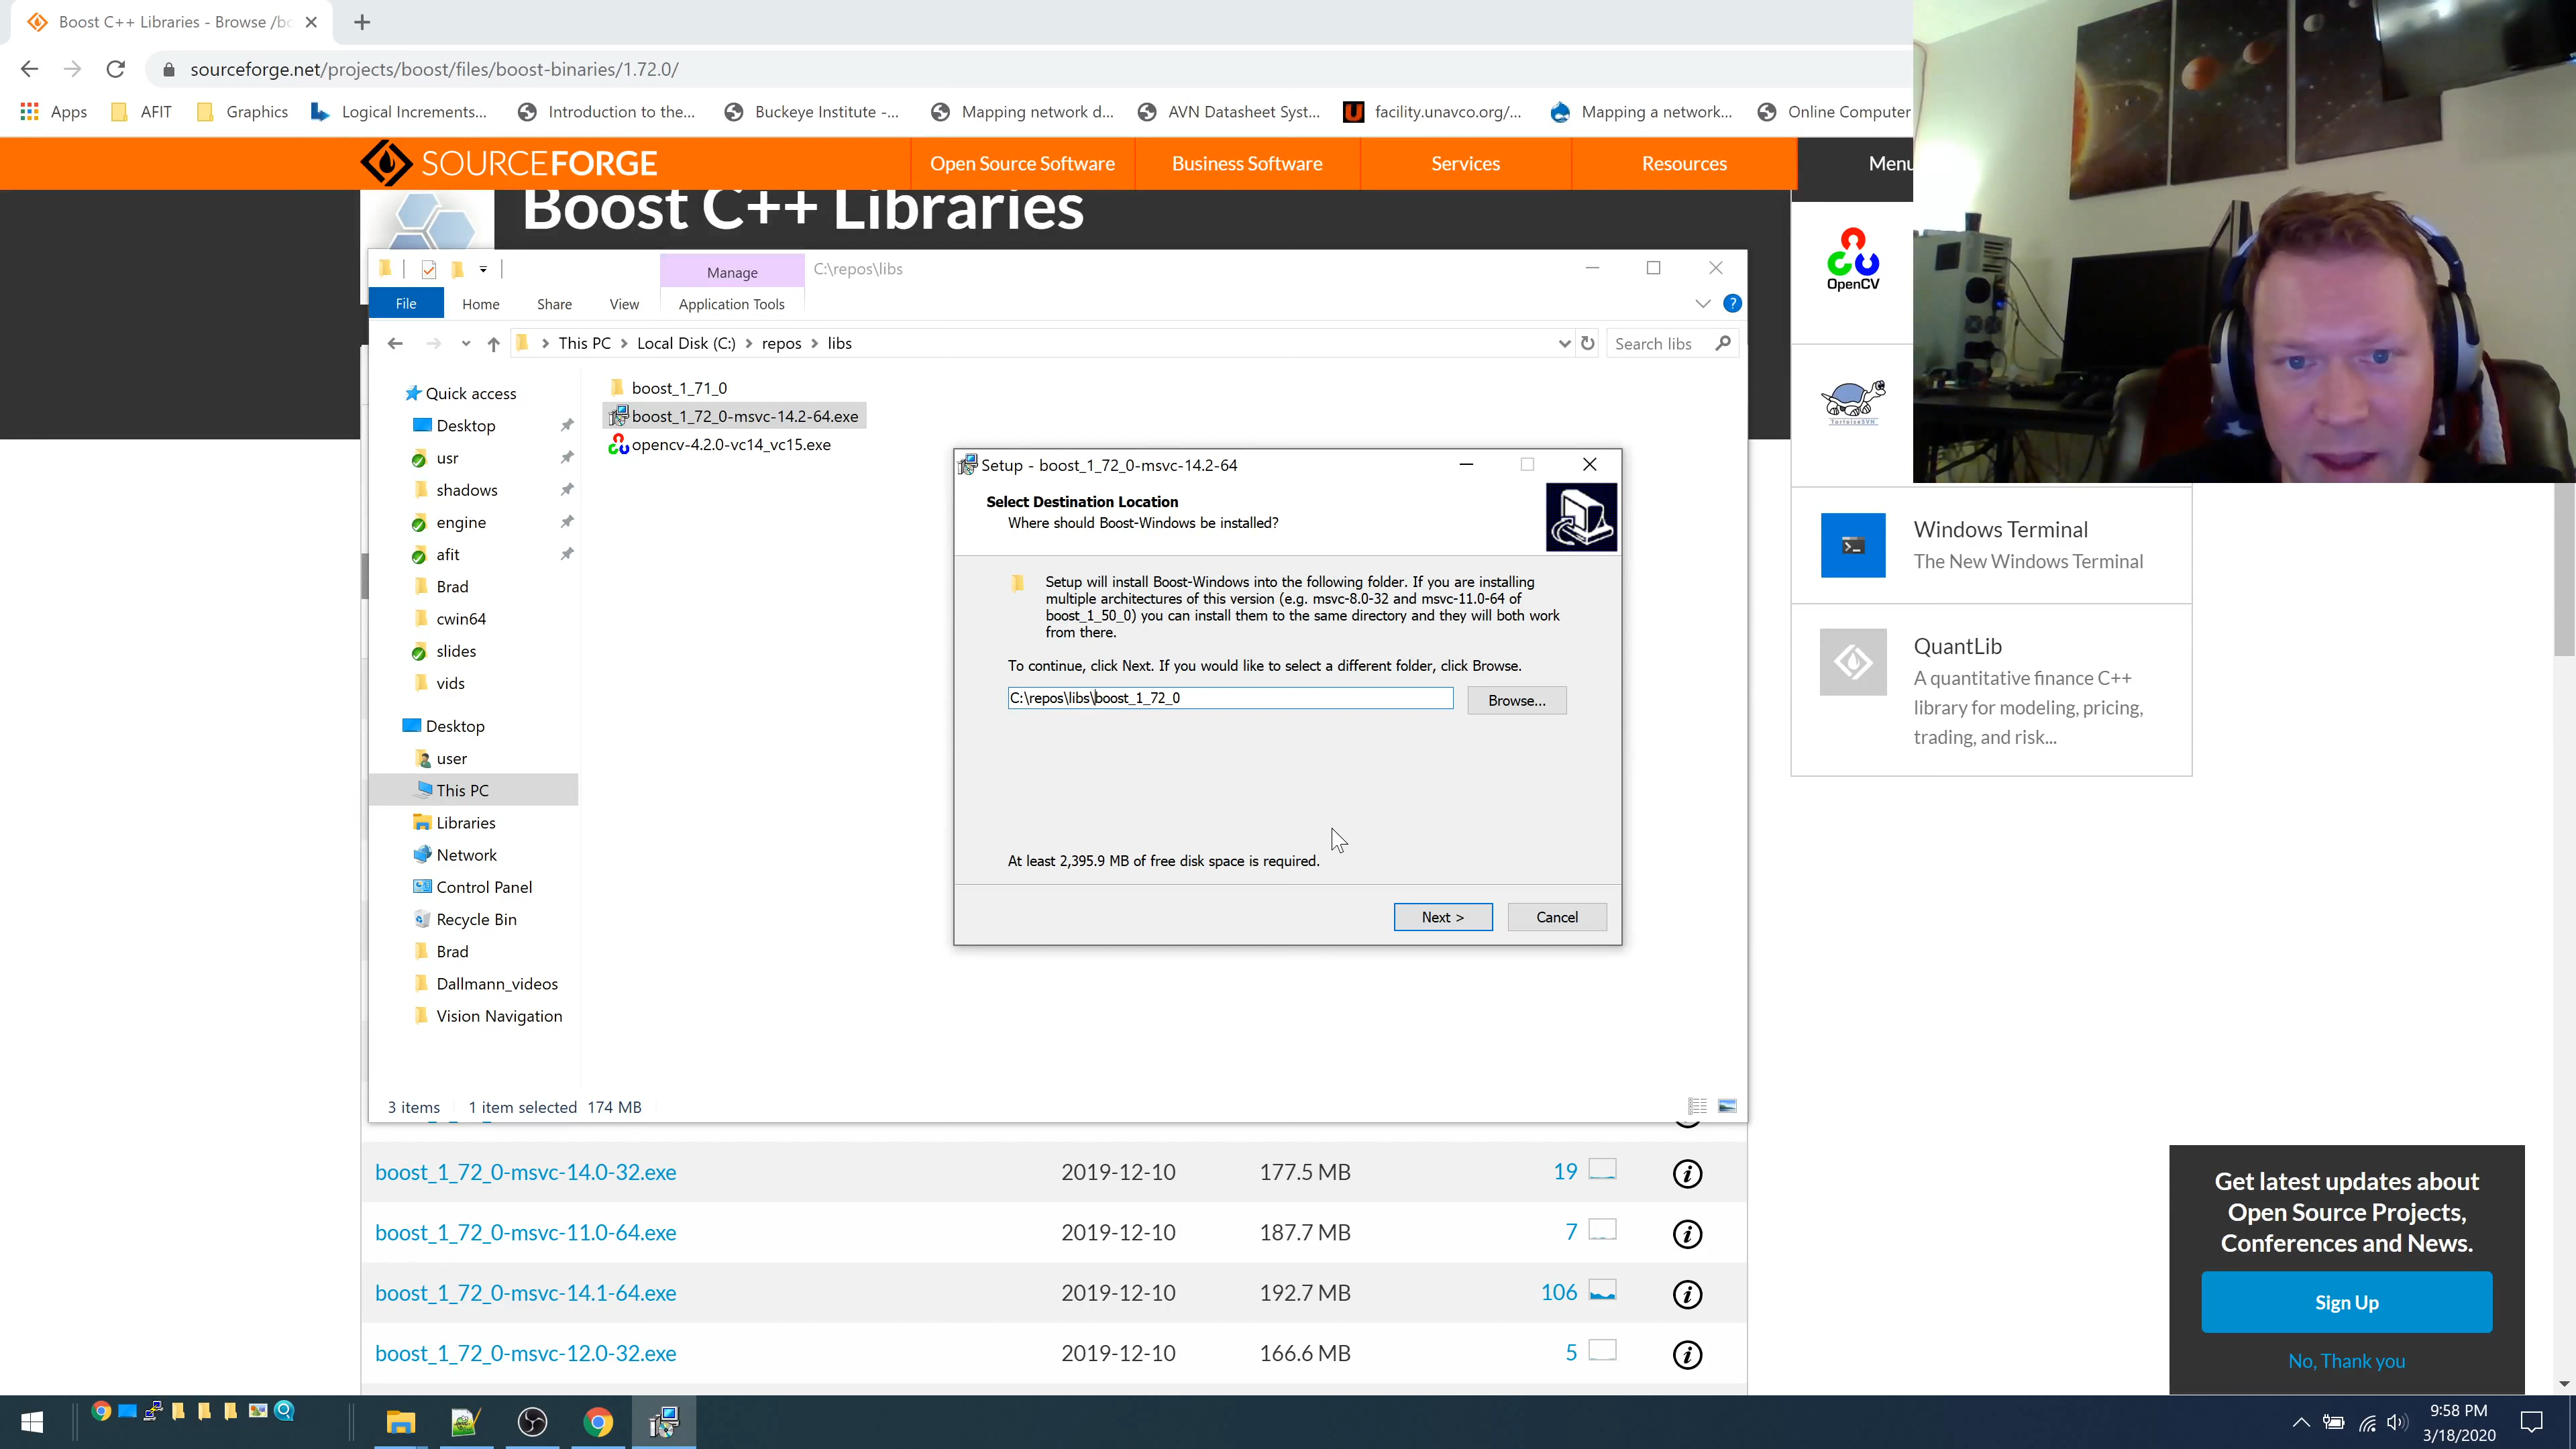 Boost C++ Libraries - Browse /bo
sourceforge.net/projects/boost/files/boost-binaries/1.72.0/
Apps AFIT Graphics Logical Increments... Introduction to the... Buckeye Institute -... Mapping network d... AVN Datasheet Syst... facility.unavco.org/... Mapping a network... Online Computer
SOURCEFORGE Open Source Software Business Software Services Resources Menu
Boost C++ Libraries
OpenCV
TortoiseSVN
Windows Terminal
The New Windows Terminal
QuantLib
A quantitative finance C++
library for modeling, pricing,
trading, and risk...
Manage C:\repos\libs
File Home Share View Application Tools
This PC Local Disk (C:) repos libs Search libs
Quick access
Desktop
usr
shadows
engine
afit
Brad
cwin64
slides
vids
Desktop
user
This PC
Libraries
Network
Control Panel
Recycle Bin
Brad
Dallmann_videos
Vision Navigation
boost_1_71_0
boost_1_72_0-msvc-14.2-64.exe
opencv-4.2.0-vc14_vc15.exe
3 items 1 item selected 174 MB
Setup - boost_1_72_0-msvc-14.2-64
Select Destination Location
Where should Boost-Windows be installed?
Setup will install Boost-Windows into the following folder. If you are installing
multiple architectures of this version (e.g. msvc-8.0-32 and msvc-11.0-64 of
boost_1_50_0) you can install them to the same directory and they will both work
from there.
To continue, click Next. If you would like to select a different folder, click Browse.
C:\repos\libs\boost_1_72_0
Browse...
At least 2,395.9 MB of free disk space is required.
Next > Cancel
boost_1_72_0-msvc-14.0-32.exe 2019-12-10 177.5 MB 19
boost_1_72_0-msvc-11.0-64.exe 2019-12-10 187.7 MB 7
boost_1_72_0-msvc-14.1-64.exe 2019-12-10 192.7 MB 106
boost_1_72_0-msvc-12.0-32.exe 2019-12-10 166.6 MB 5
Get latest updates about
Open Source Projects,
Conferences and News.
Sign Up
No, Thank you
9:58 PM
3/18/2020